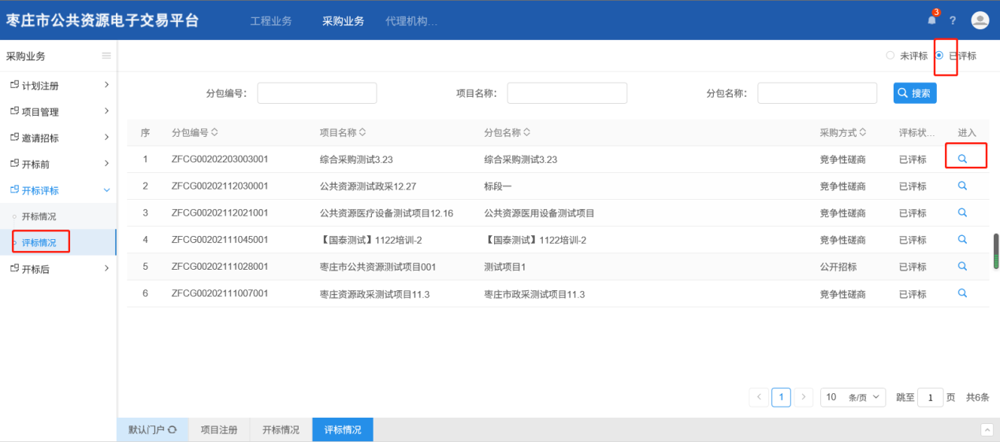 枣庄市公共资源电子交易平台 工程业务 采购业务 代理机构... 3 ?
采购业务
未评标 已评标
计划注册
项目管理
邀请招标
开标前
开标评标
开标情况
评标情况
开标后
分包编号： 项目名称： 分包名称： 搜索
序 分包编号 项目名称 分包名称 采购方式 评标状... 进入
1 ZFCG00202203003001 综合采购测试3.23 综合采购测试3.23 竞争性磋商 已评标
2 ZFCG00202112030001 公共资源测试政采12.27 标段一 竞争性磋商 已评标
3 ZFCG00202112021001 公共资源医疗设备测试项目12.16 公共资源医用设备测试项目 竞争性磋商 已评标
4 ZFCG00202111045001 【国泰测试】1122培训-2 【国泰测试】1122培训-2 竞争性磋商 已评标
5 ZFCG00202111028001 枣庄市公共资源测试项目001 测试项目1 公开招标 已评标
6 ZFCG00202111007001 枣庄资源政采测试项目11.3 枣庄市政采测试项目11.3 竞争性磋商 已评标
< 1 > 10 条/页 跳至 1 页 共6条
默认门户 项目注册 开标情况 评标情况